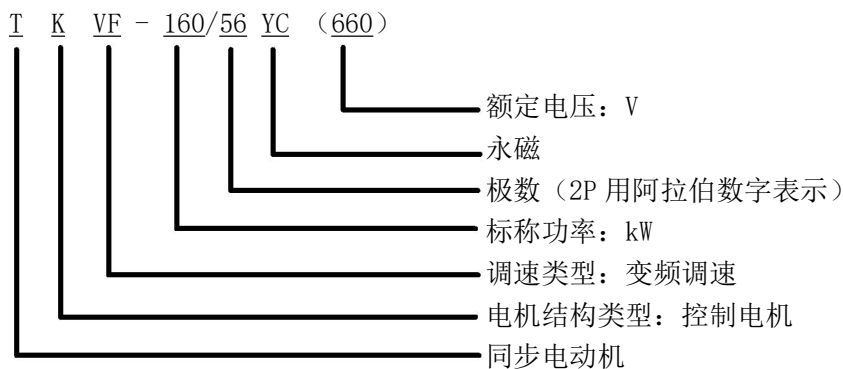 T K VF - 160/56 YC （660）
额定电压：V
永磁
极数（2P 用阿拉伯数字表示）
标称功率：kW
调速类型：变频调速
电机结构类型：控制电机
同步电动机